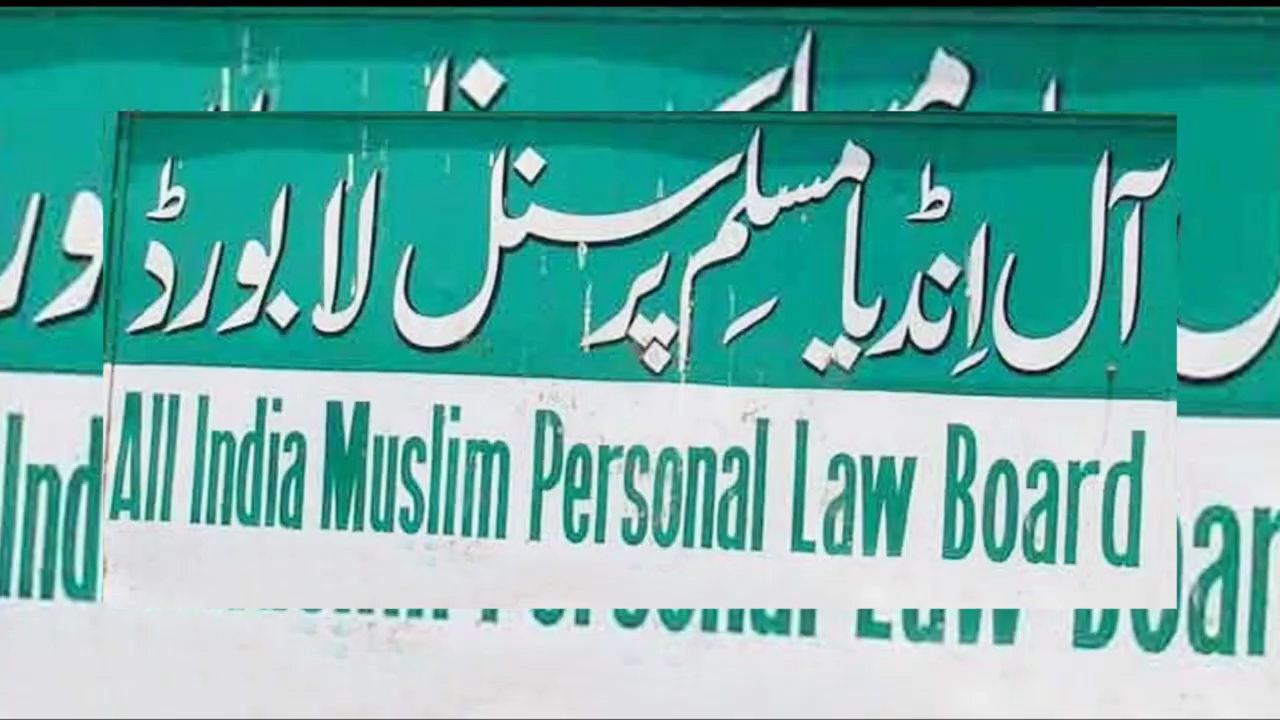 آل اِنڈیا مسلم پرسنل لا بورڈ
All India Muslim Personal Law Board